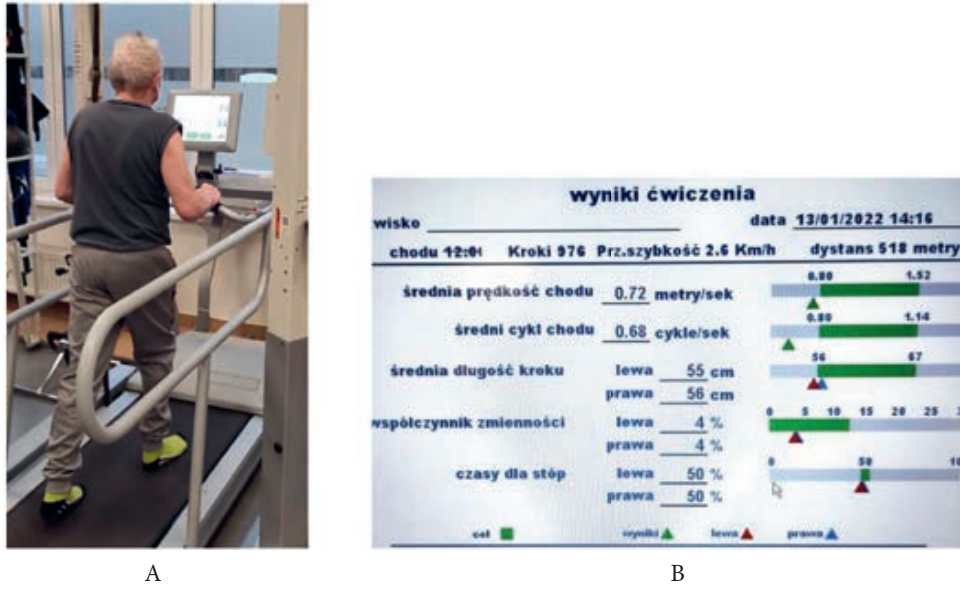 wyniki ćwiczenia
wisko data 13/01/2022 14:16
chodu 12:01 Kroki 976 Prz.szybkość 2.6 Km/h dystans 518 metry
0.80 1.52
średnia prędkość chodu 0.72 metry/sek
0.80 1.14
średni cykl chodu 0.68 cykle/sek
56 67
średnia długość kroku lewa 55 cm
prawa 56 cm
0 5 10 15 20 25
współczynnik zmienności lewa 4 %
prawa 4 %
0 50 10
czasy dla stóp lewa 50 %
prawa 50 %
cel wyniki lewa prawa
A B